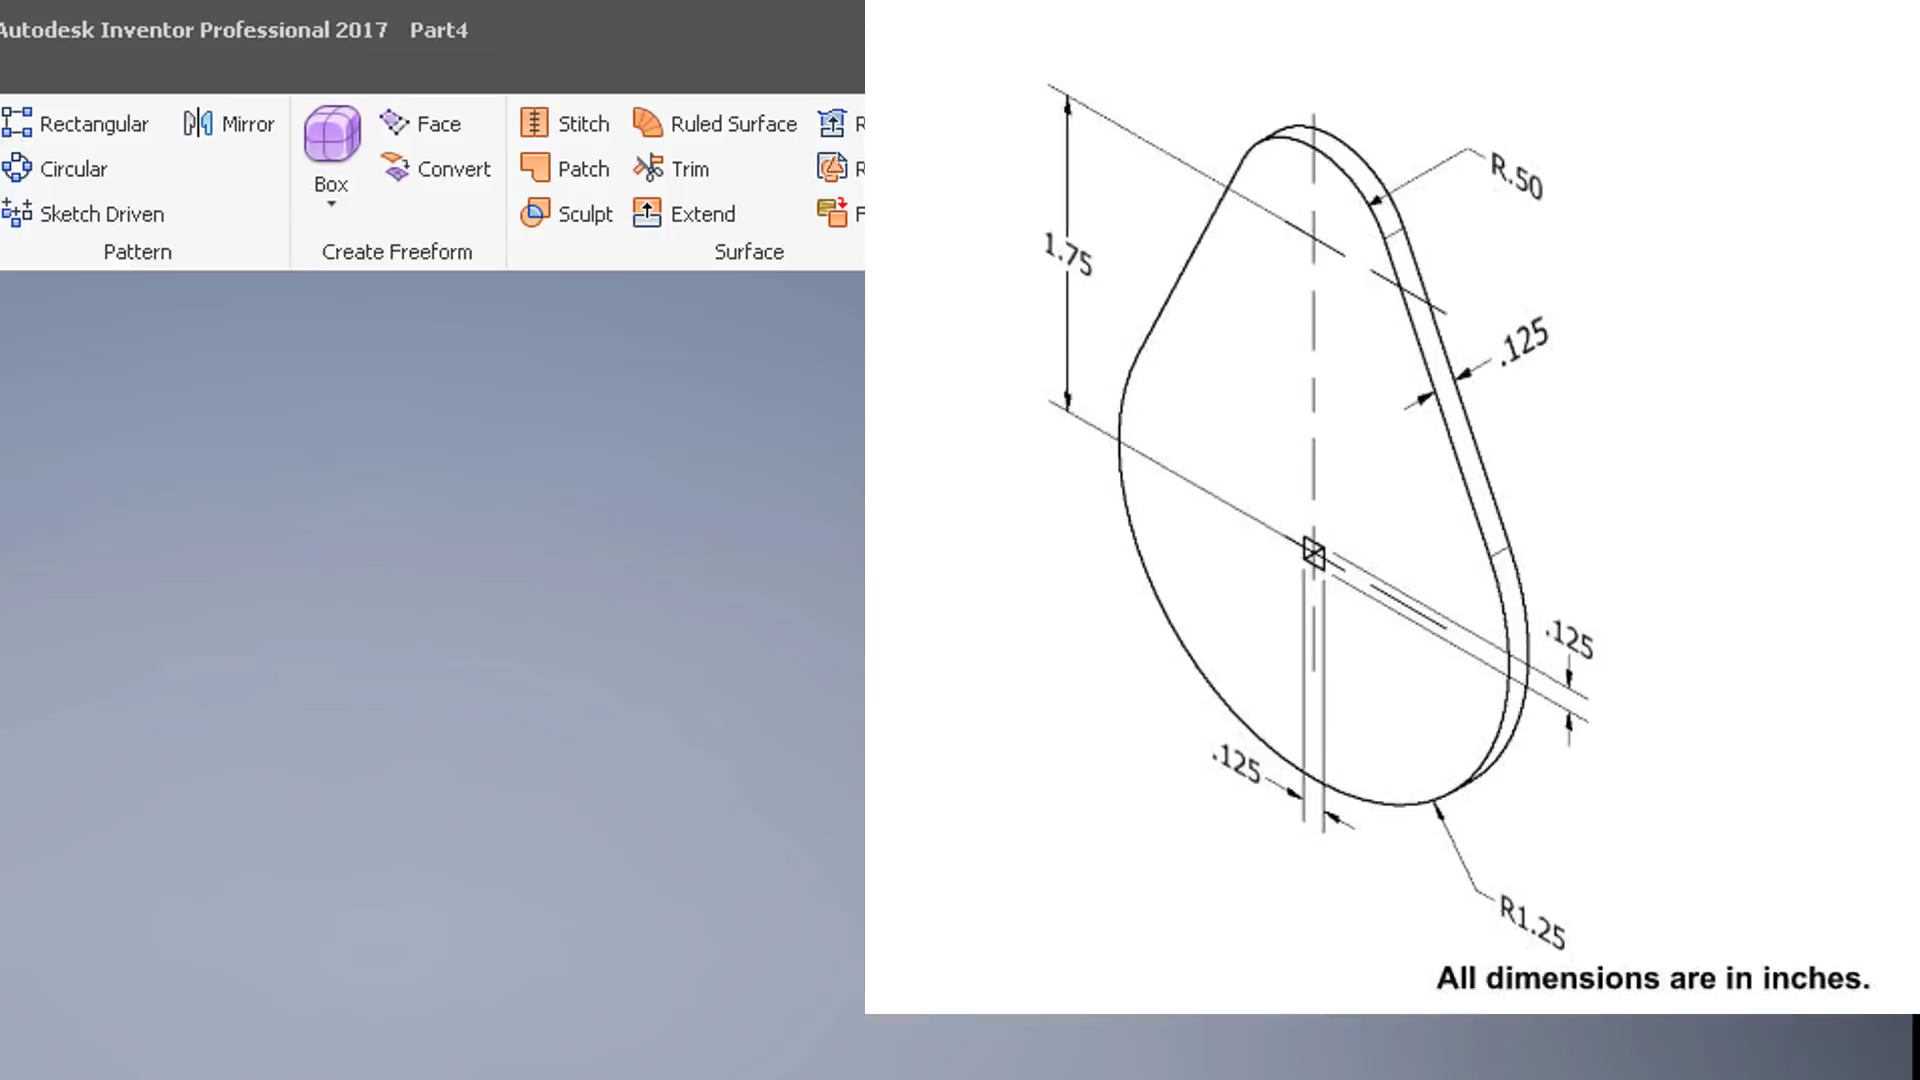 Autodesk Inventor Professional 2017 Part4
Rectangular Mirror
Circular
Sketch Driven
Pattern
Box
Face
Convert
Create Freeform
Stitch Ruled Surface
Patch Trim
Sculpt Extend
Surface
R.50
1.75
.125
.125
.125
R1.25
All dimensions are in inches.